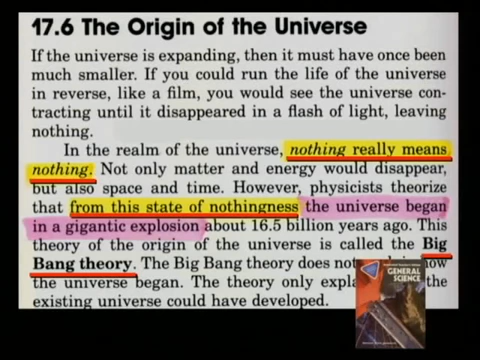 17.6 The Origin of the Universe
If the universe is expanding, then it must have once been
much smaller. If you could run the life of the universe
in reverse, like a film, you would see the universe con-
tracting until it disappeared in a flash of light, leaving
nothing.
In the realm of the universe, nothing really means
nothing. Not only matter and energy would disappear,
but also space and time. However, physicists theorize
that from this state of nothingness the universe began
in a gigantic explosion about 16.5 billion years ago. This
theory of the origin of the universe is called the Big
Bang theory. The Big Bang theory does not
the universe began. The theory only the
existing universe could have developed.
GENERAL
SCIENCE